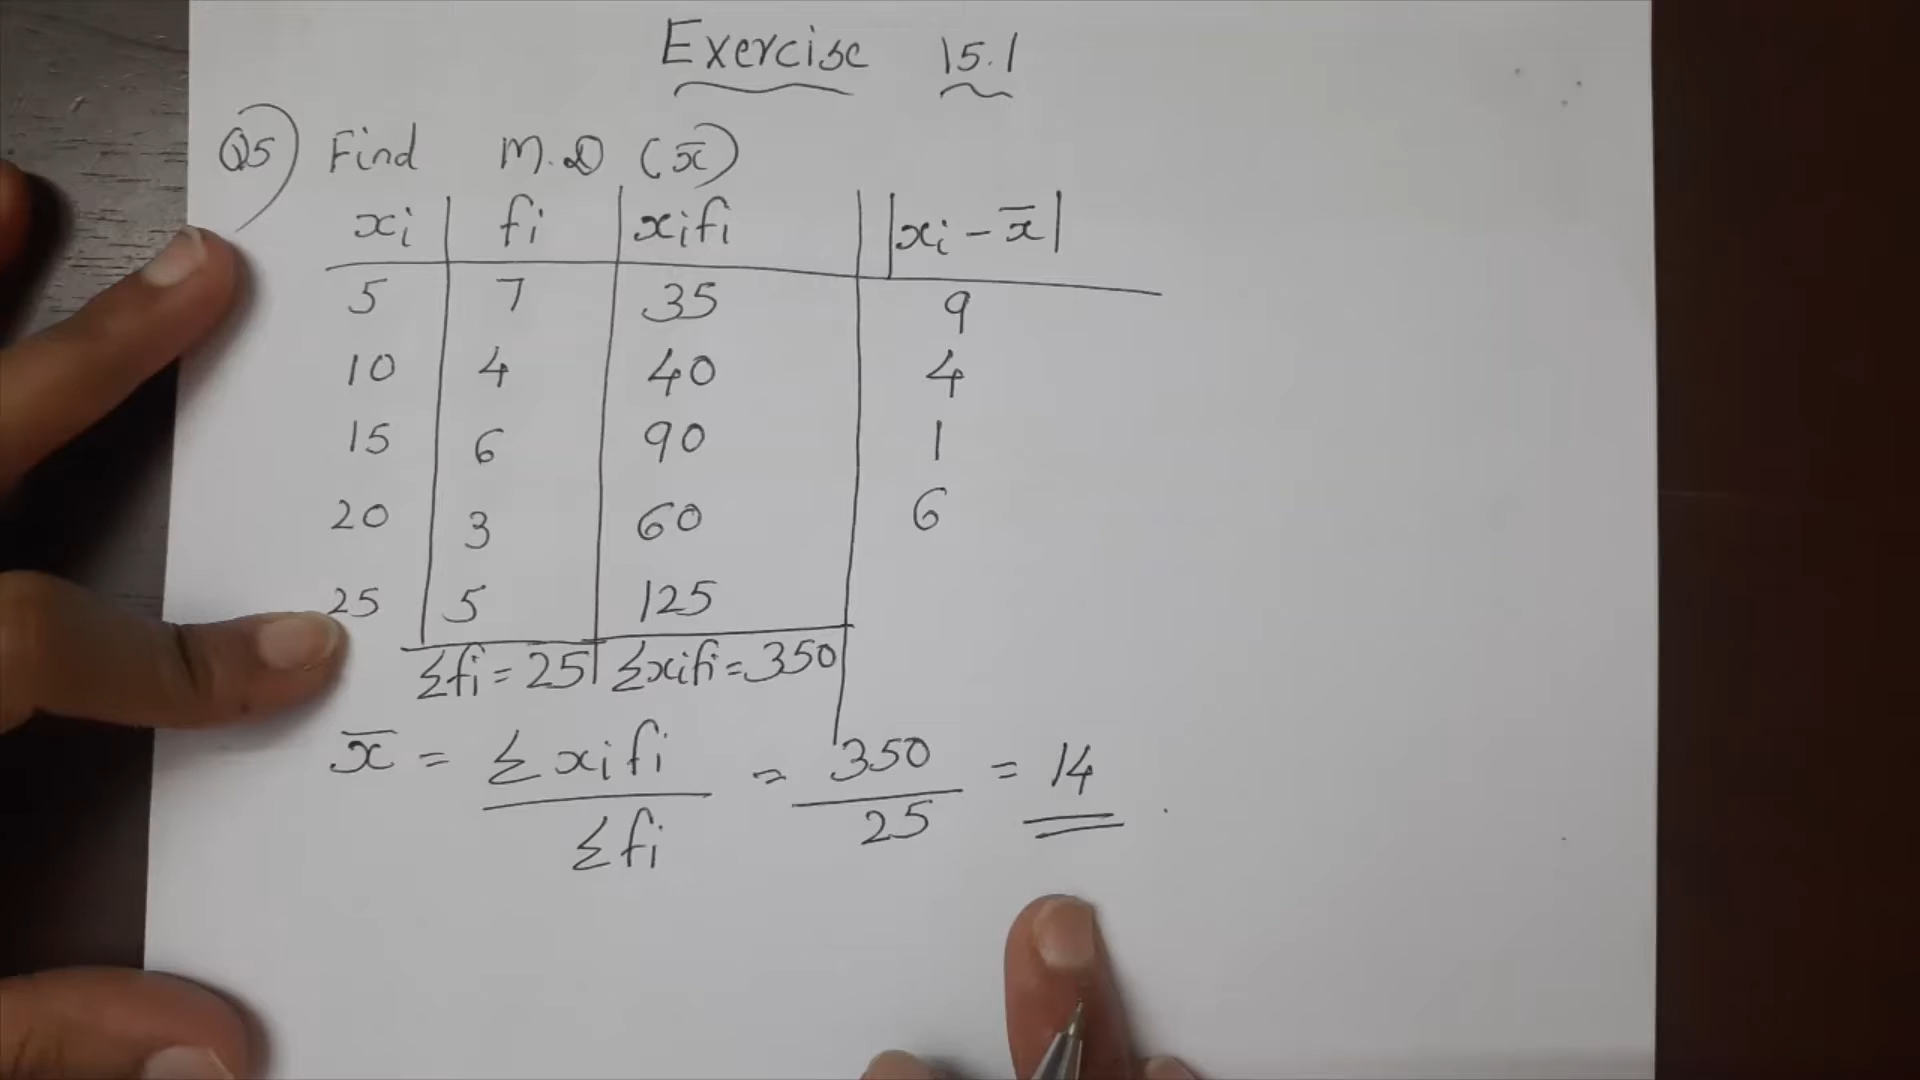 Exercise 15.1
Q5) Find M.D (x̄)
xi fi xifi |xi - x̄|
5 7 35 9
10 4 40 4
15 6 90 1
20 3 60 6
25 5 125
Σfi = 25 Σxifi = 350
x̄ = Σxifi / Σfi = 350 / 25 = 14